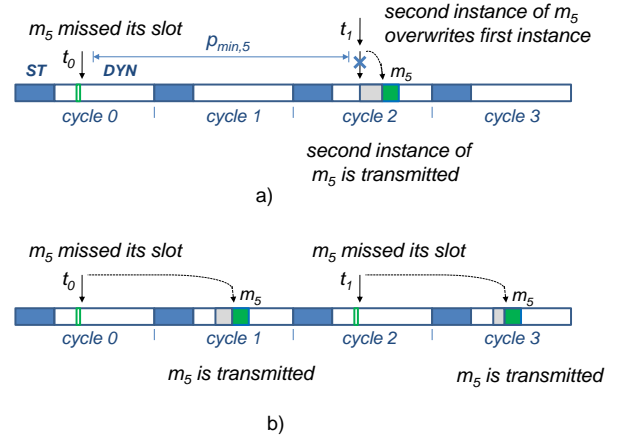 m5 missed its slot
second instance of m5
overwrites first instance
t0
pmin,5
t1
ST
DYN
m5
cycle 0
cycle 1
cycle 2
cycle 3
second instance of
m5 is transmitted
a)
m5 missed its slot
m5 missed its slot
t0
m5
t1
m5
cycle 0
cycle 1
cycle 2
cycle 3
m5 is transmitted
m5 is transmitted
b)